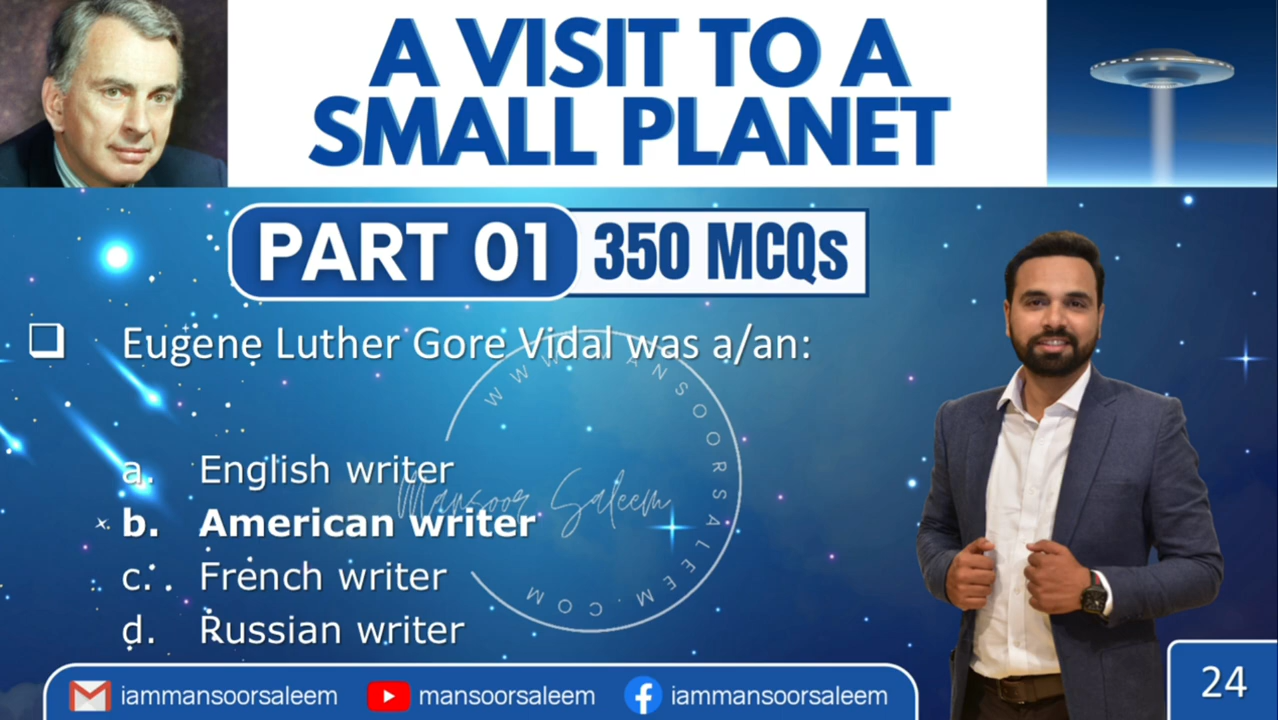 A VISIT TO A
SMALL PLANET
PART 01 350 MCQs
Eugene Luther Gore Vidal was a/an:
a. English writer
b. American writer
c. French writer
d. Russian writer
WWW.MANSOORSALEEM.COM
Mansoor Saleem
iammansoorsaleem mansoorsaleem iammansoorsaleem
24